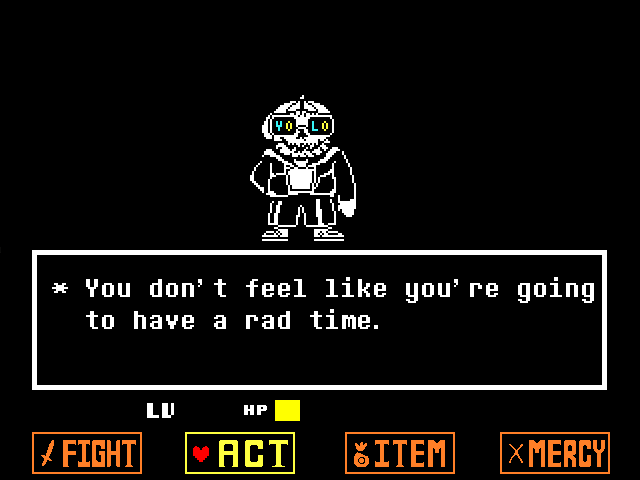 YO LO
* You don't feel like you're going
to have a rad time.
LV HP
FIGHT ACT ITEM MERCY